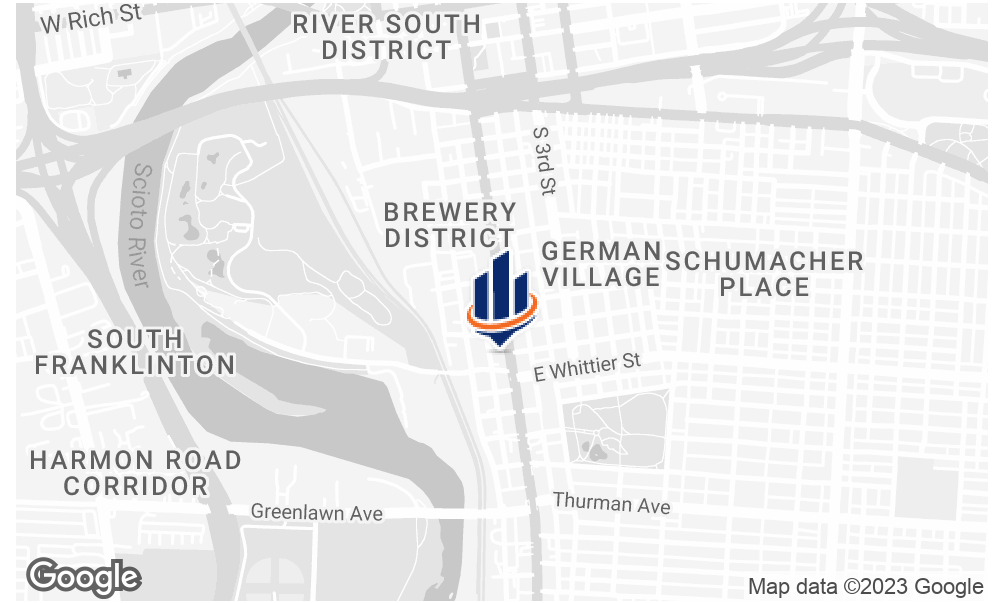 W Rich St
RIVER SOUTH
DISTRICT
S 3rd St
Scioto River
BREWERY
DISTRICT
GERMAN
VILLAGE
SCHUMACHER
PLACE
SOUTH
FRANKLINTON
E Whittier St
HARMON ROAD
CORRIDOR
Greenlawn Ave
Thurman Ave
Google
Map data ©2023 Google